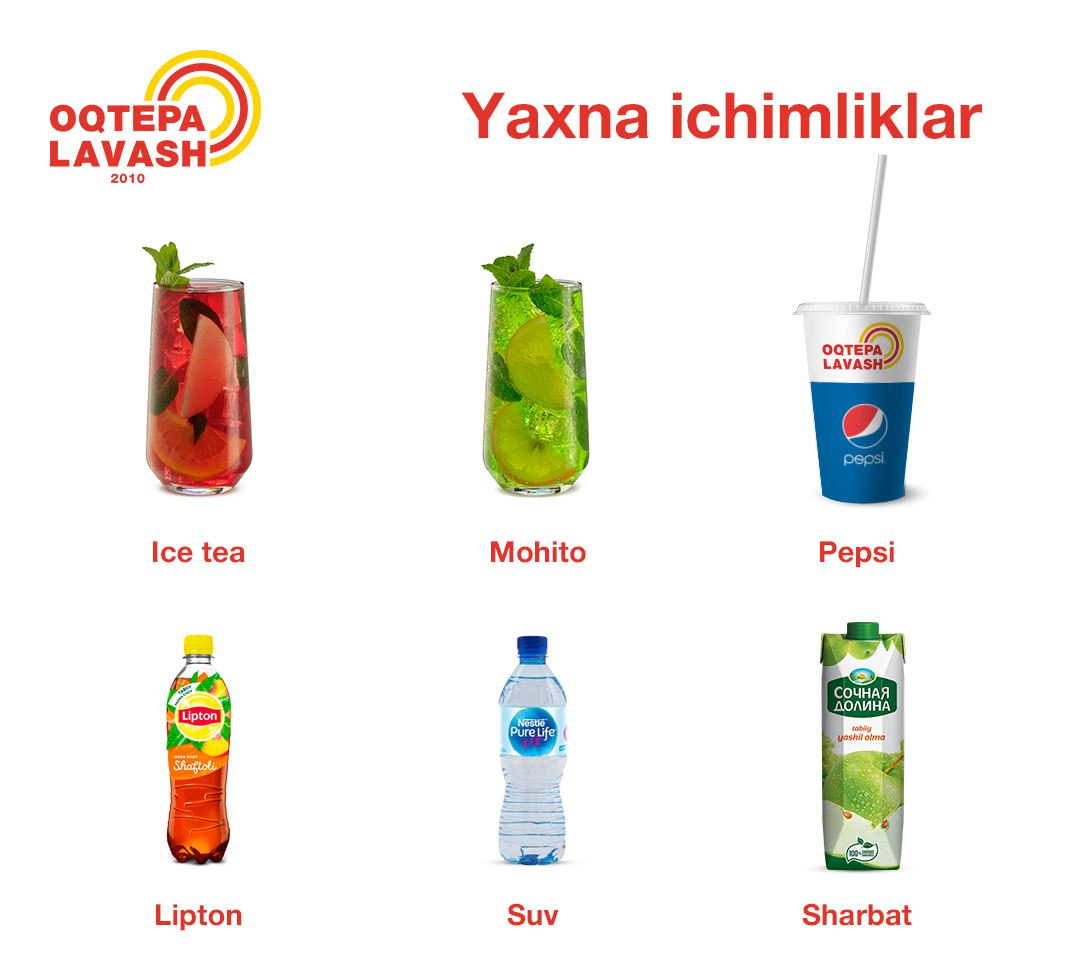 OQTEPA
LAVASH
2010
Yaxna ichimliklar
OQTEPA
LAVASH
pepsi
Ice tea
Mohito
Pepsi
Lipton
Shaftoli
Nestlé
Pure Life
СОЧНАЯ
ДОЛИНА
tabiiy
yashil olma
100%
Lipton
Suv
Sharbat